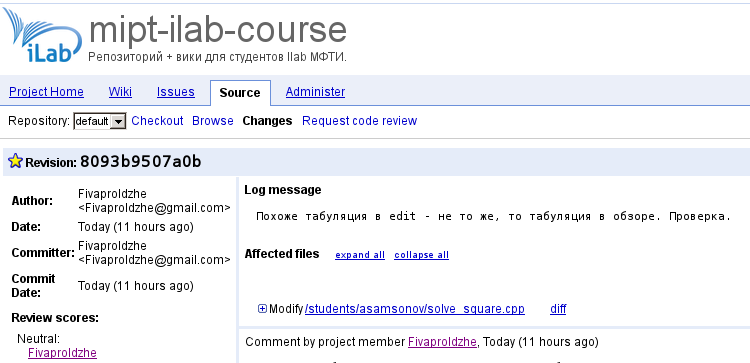 iLab
mipt-ilab-course
Репозиторий + вики для студентов Ilab МФТИ.
Project Home Wiki Issues Source Administer
Repository: default Checkout Browse Changes Request code review
Revision: 8093b9507a0b
Author: Fivaproldzhe
<Fivaproldzhe@gmail.com>
Date: Today (11 hours ago)
Committer: Fivaproldzhe
<Fivaproldzhe@gmail.com>
Commit
Date: Today (11 hours ago)
Review scores:
Neutral:
Fivaproldzhe
Log message
Похоже табуляция в edit - не то же, то табуляция в обзоре. Проверка.
Affected files expand all collapse all
Modify /students/asamsonov/solve_square.cpp diff
Comment by project member Fivaproldzhe, Today (11 hours ago)